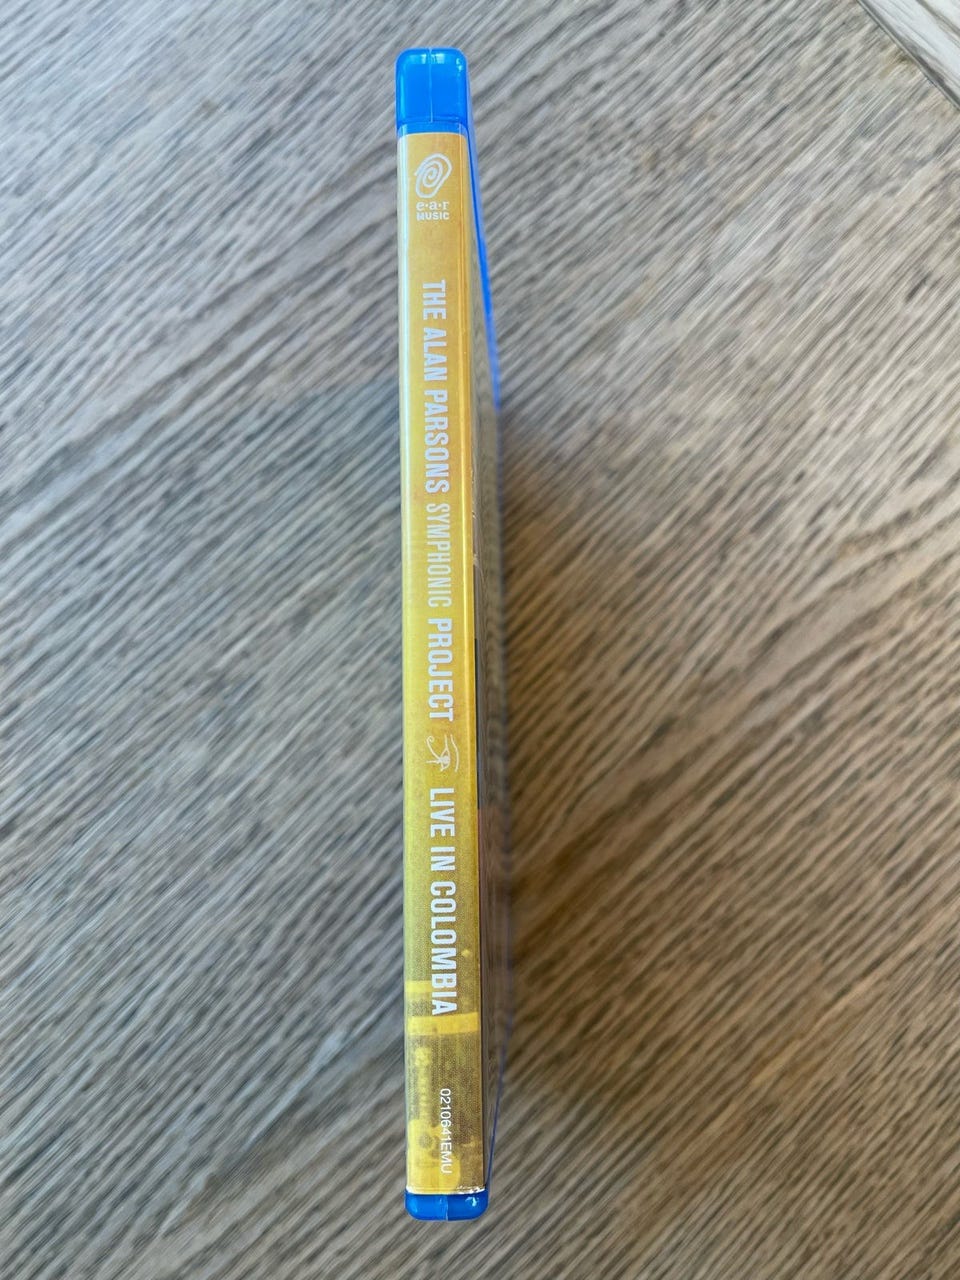 e·a·r
MUSIC
THE ALAN PARSONS SYMPHONIC PROJECT LIVE IN COLOMBIA
0210641EMU